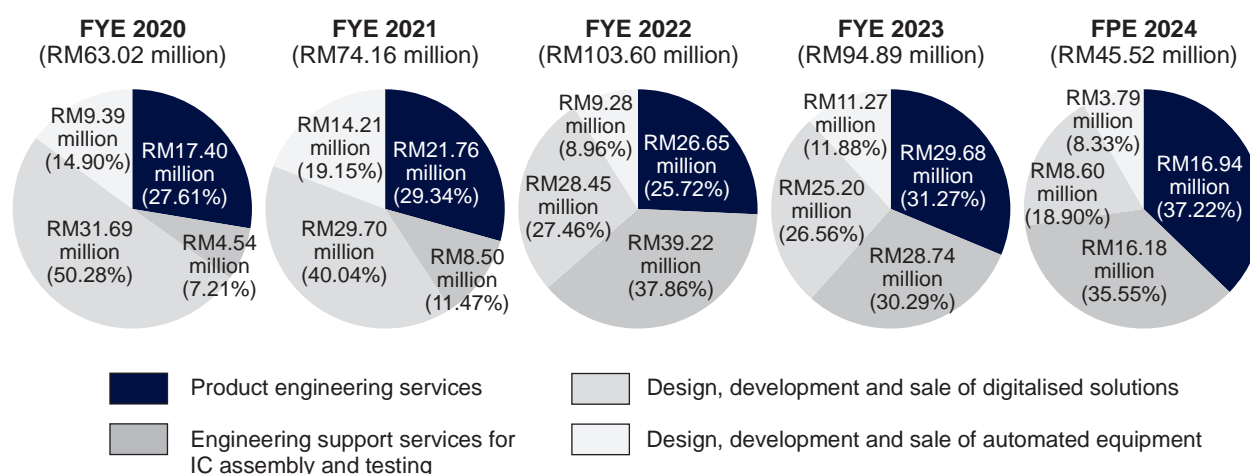 FYE 2020
(RM63.02 million)
RM9.39
million
(14.90%)
RM17.40
million
(27.61%)
RM31.69
million
(50.28%)
RM4.54
million
(7.21%)
FYE 2021
(RM74.16 million)
RM14.21
million
(19.15%)
RM21.76
million
(29.34%)
RM29.70
million
(40.04%)
RM8.50
million
(11.47%)
FYE 2022
(RM103.60 million)
RM9.28
million
(8.96%)
RM26.65
million
(25.72%)
RM28.45
million
(27.46%)
RM39.22
million
(37.86%)
FYE 2023
(RM94.89 million)
RM11.27
million
(11.88%)
RM29.68
million
(31.27%)
RM25.20
million
(26.56%)
RM28.74
million
(30.29%)
FPE 2024
(RM45.52 million)
RM3.79
million
(8.33%)
RM16.94
million
(37.22%)
RM8.60
million
(18.90%)
RM16.18
million
(35.55%)
Product engineering services
Engineering support services for
IC assembly and testing
Design, development and sale of digitalised solutions
Design, development and sale of automated equipment